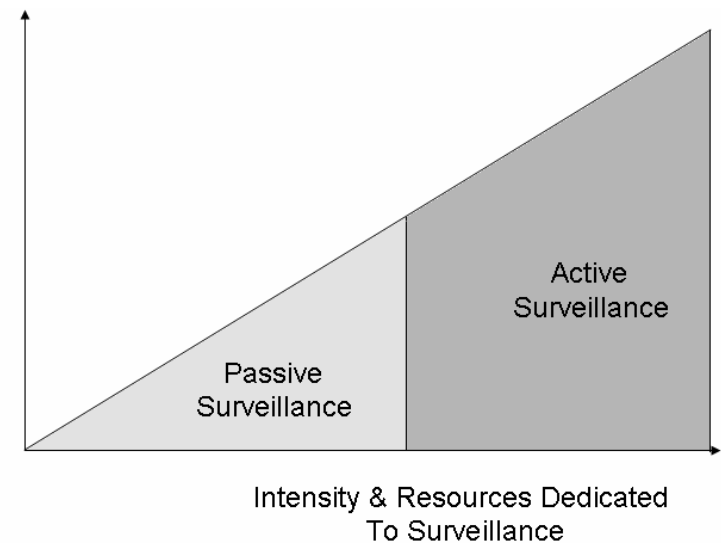 Active
Surveillance
Passive
Surveillance
Intensity & Resources Dedicated
To Surveillance